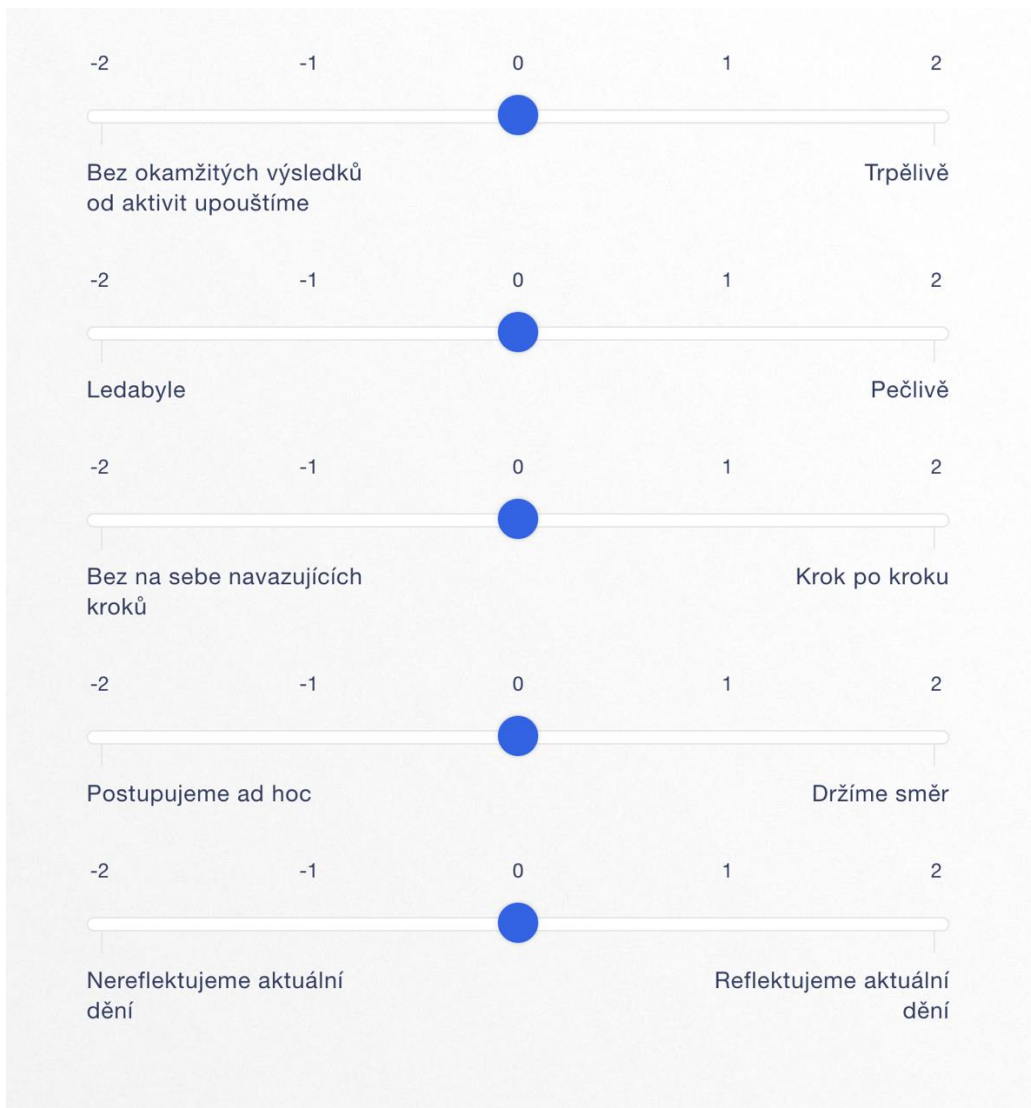 -2 -1 0 1 2
Bez okamžitých výsledků Trpělivě
od aktivit upouštíme
-2 -1 0 1 2
Ledabyle Pečlivě
-2 -1 0 1 2
Bez na sebe navazujících Krok po kroku
kroků
-2 -1 0 1 2
Postupujeme ad hoc Držíme směr
-2 -1 0 1 2
Nereflektujeme aktuální Reflektujeme aktuální
dění dění